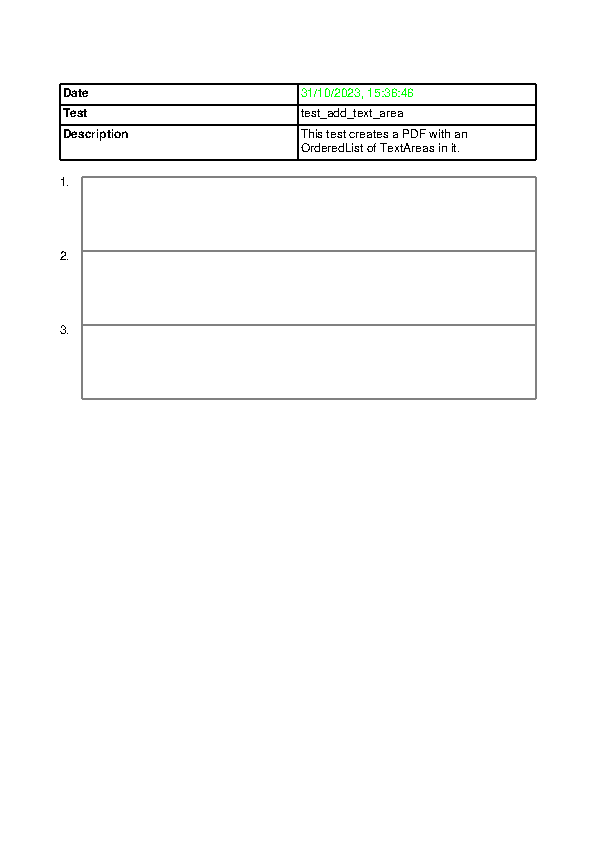 Date 31/10/2023, 15:36:46
Test test_add_text_area
Description This test creates a PDF with an
OrderedList of TextAreas in it.
1.
2.
3.